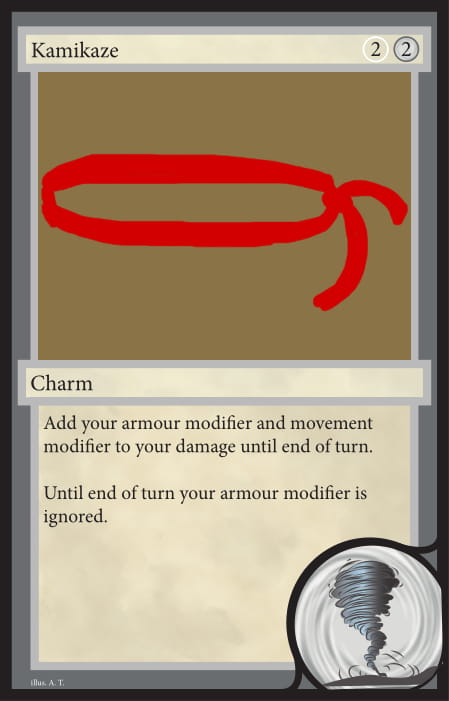 Kamikaze 2 2
Charm
Add your armour modifier and movement
modifier to your damage until end of turn.
Until end of turn your armour modifier is
ignored.
illus. A. T.